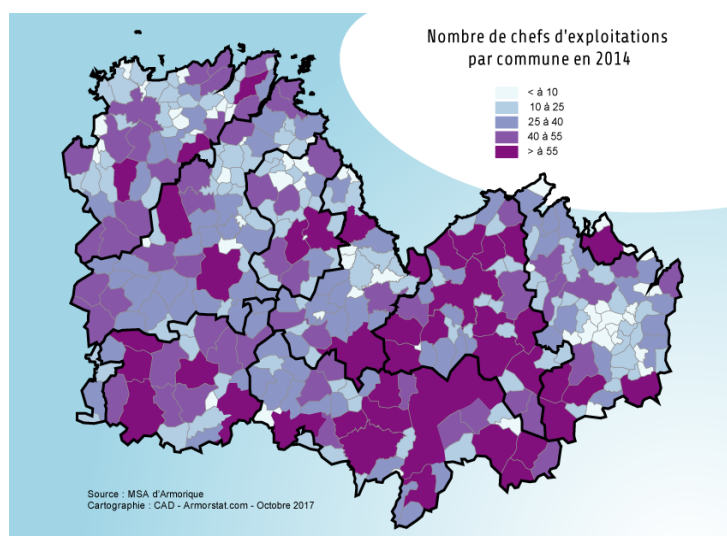 Nombre de chefs d'exploitations
par commune en 2014
< à 10
10 à 25
25 à 40
40 à 55
> à 55
Source : MSA d'Armorique
Cartographie : CAD - Armorstat.com - Octobre 2017